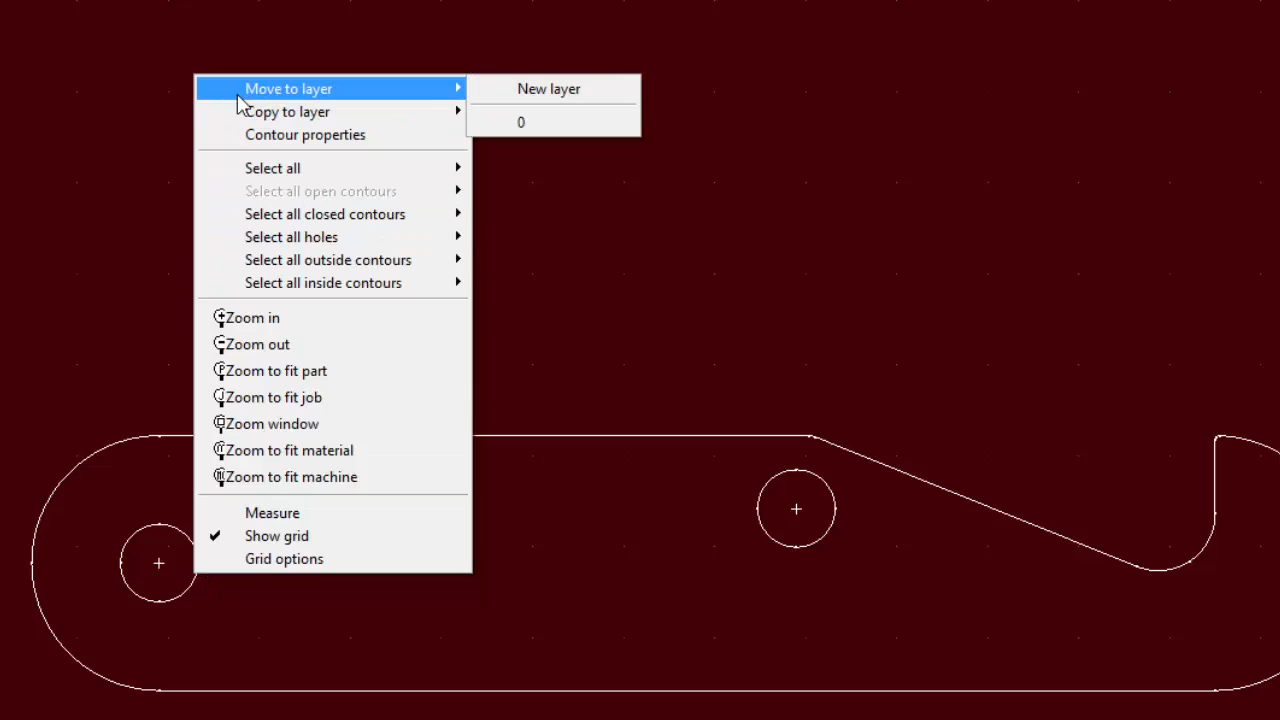 Move to layer
New layer
Copy to layer
0
Contour properties
Select all
Select all open contours
Select all closed contours
Select all holes
Select all outside contours
Select all inside contours
Zoom in
Zoom out
Zoom to fit part
Zoom to fit job
Zoom window
Zoom to fit material
Zoom to fit machine
Measure
Show grid
Grid options